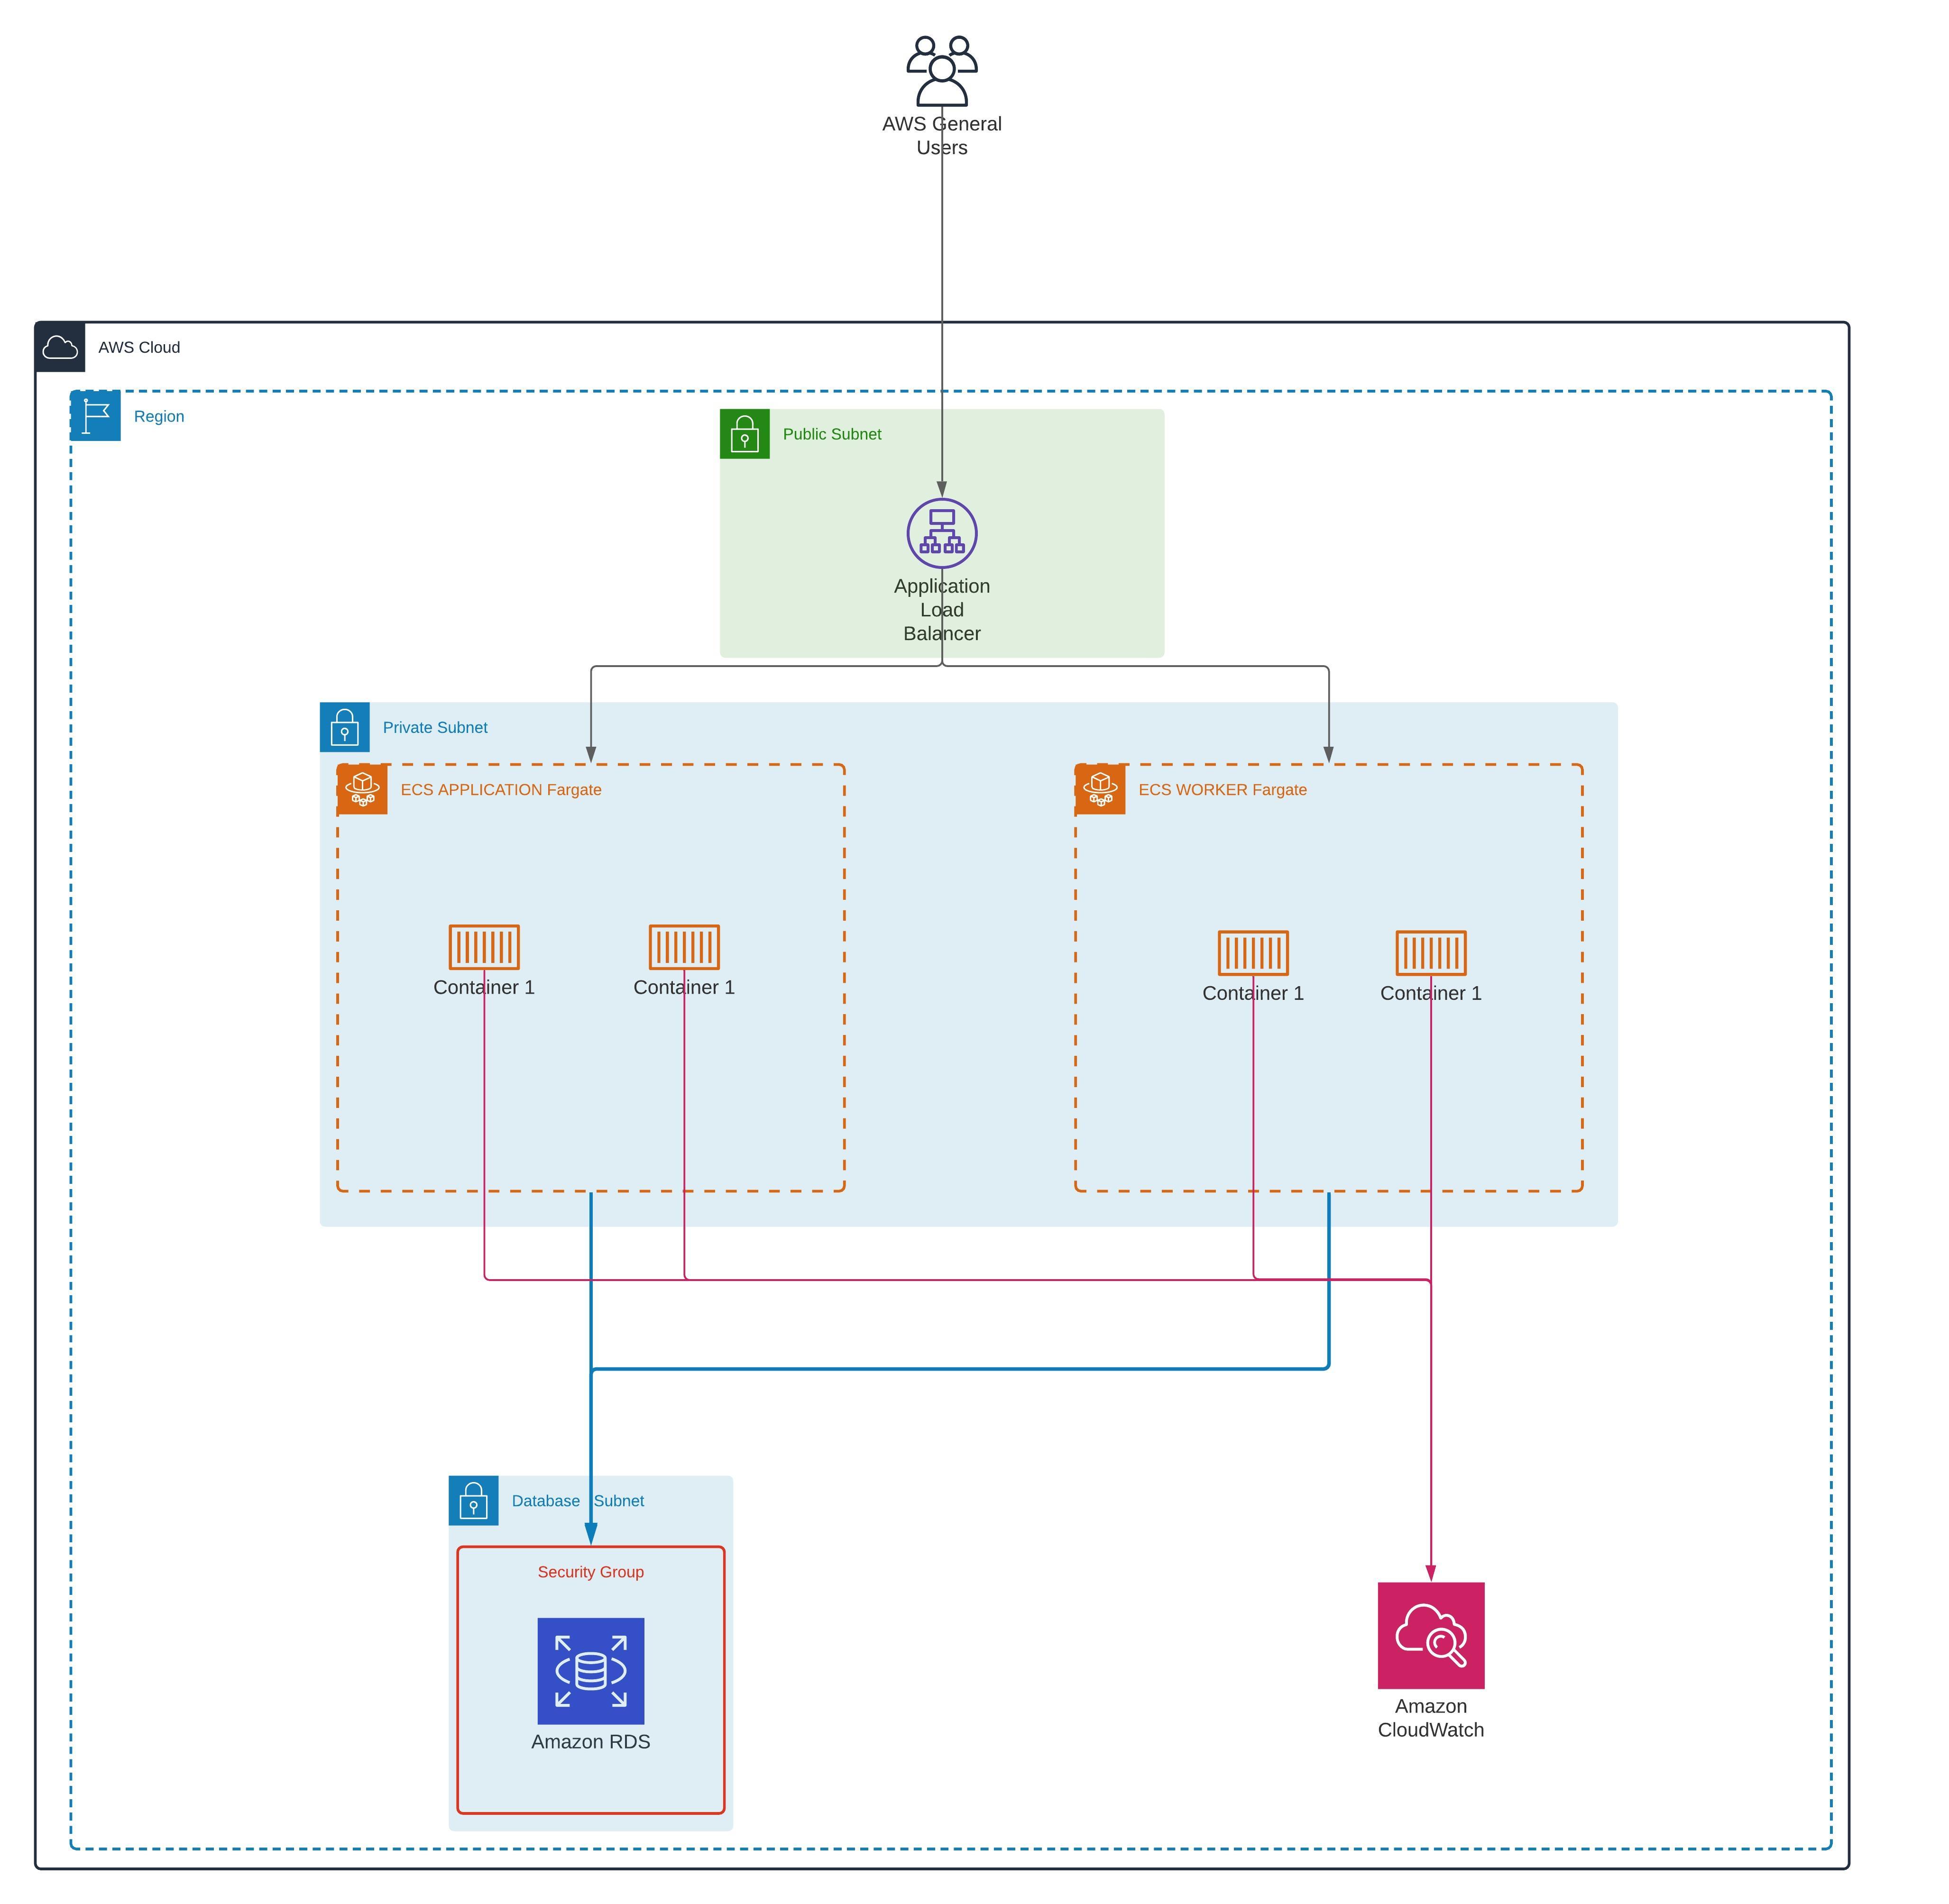 AWS General
Users
AWS Cloud
Region
Public Subnet
Application
Load
Balancer
Private Subnet
ECS APPLICATION Fargate
ECS WORKER Fargate
Container 1
Container 1
Container 1
Container 1
Database Subnet
Security Group
Amazon RDS
Amazon
CloudWatch